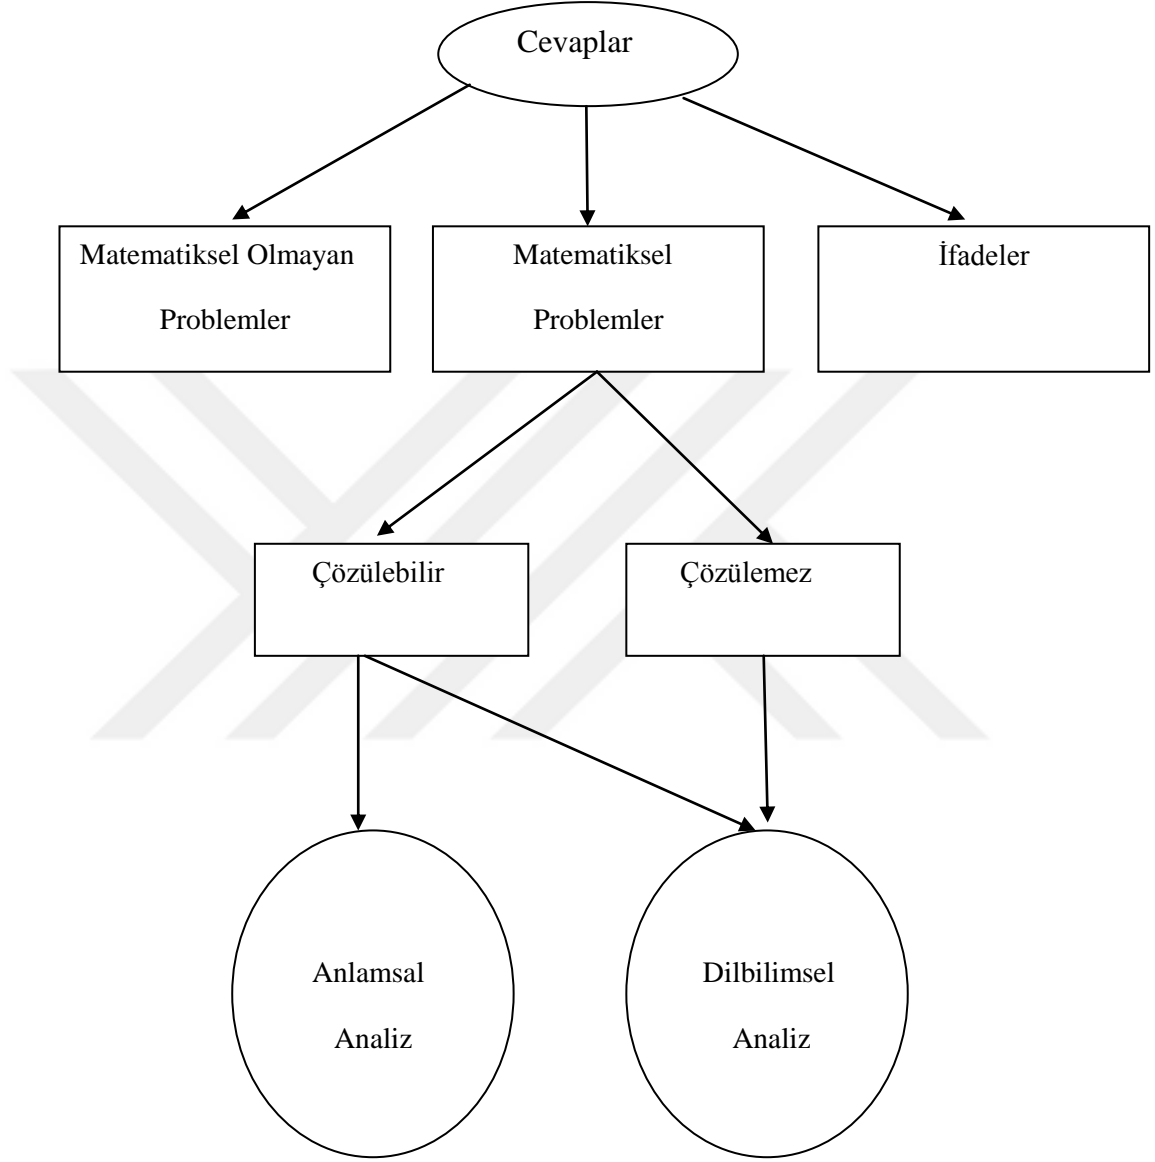 Cevaplar
Matematiksel Olmayan
Problemler
Matematiksel
Problemler
İfadeler
Çözülebilir
Çözülemez
Anlamsal
Analiz
Dilbilimsel
Analiz